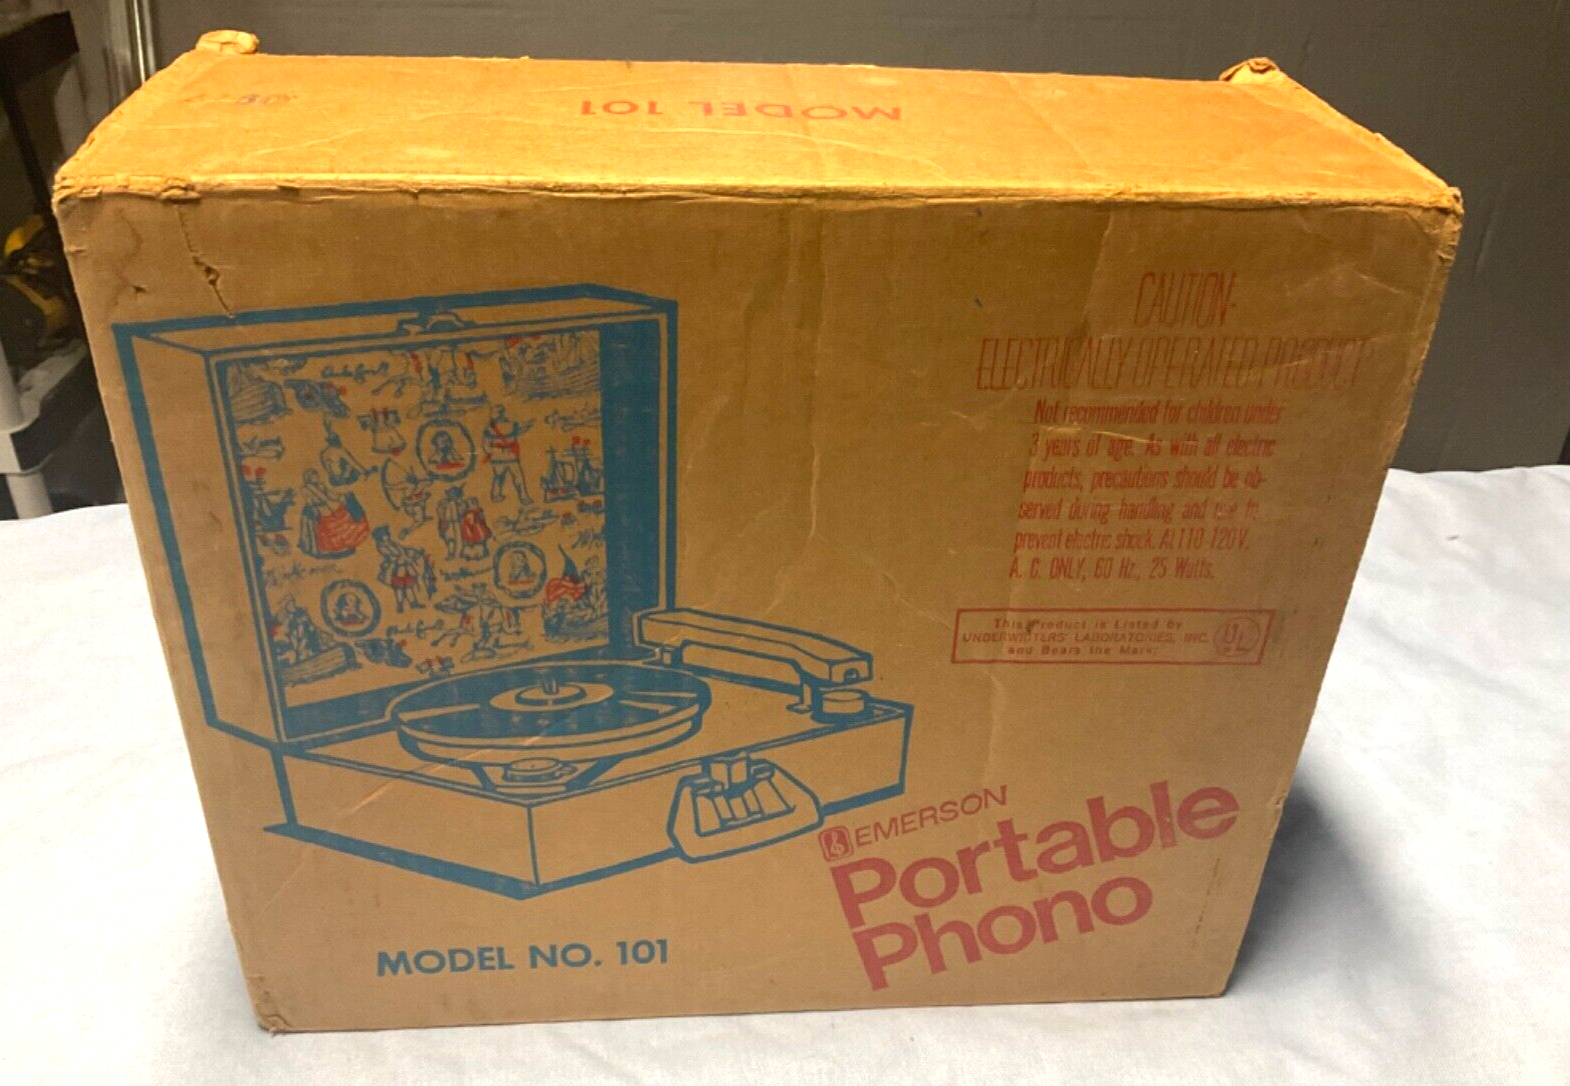 MODEL 101
CAUTION-
ELECTRICALLY OPERATED PRODUCT:
Not recommended for children under
3 years of age. As with all electric
products, precautions should be ob-
served during handling and use to
prevent electric shock. At 110-120V,
A. C. ONLY, 60 Hz., 25 Watts.
This Product is Listed by
UNDERWRITERS' LABORATORIES, INC.
and Bears the Mark:
UL
EMERSON
Portable
Phono
MODEL NO. 101